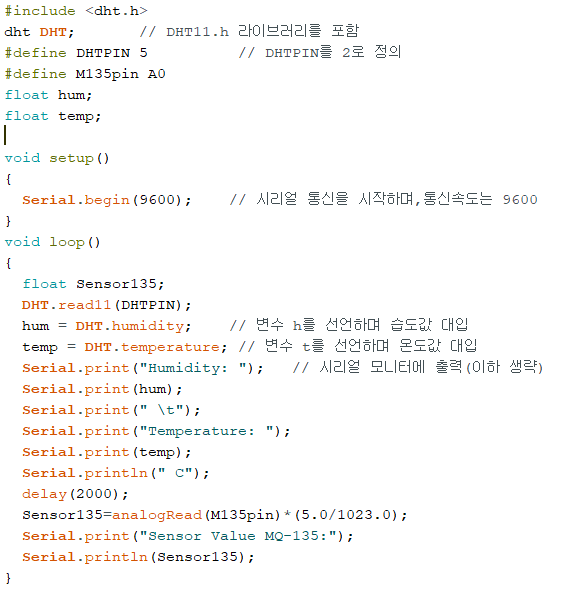 #include <dht.h>
dht DHT;       // DHT11.h 라이브러리를 포함
#define DHTPIN 5          // DHTPIN를 2로 정의
#define M135pin A0
float hum;
float temp;
void setup()
{
  Serial.begin(9600);    // 시리얼 통신을 시작하며,통신속도는 9600
}
void loop()
{
  float Sensor135;
  DHT.read11(DHTPIN);
  hum = DHT.humidity;    // 변수 h를 선언하며 습도값 대입
  temp = DHT.temperature; // 변수 t를 선언하며 온도값 대입
  Serial.print("Humidity: ");   // 시리얼 모니터에 출력(이하 생략)
  Serial.print(hum);
  Serial.print(" \t");
  Serial.print("Temperature: ");
  Serial.print(temp);
  Serial.println(" C");
  delay(2000);
  Sensor135=analogRead(M135pin)*(5.0/1023.0);
  Serial.print("Sensor Value MQ-135:");
  Serial.println(Sensor135);
}